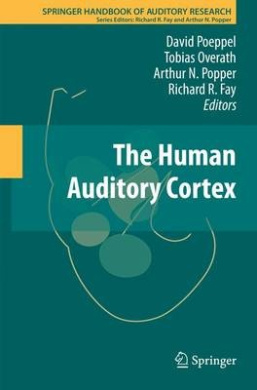 SPRINGER HANDBOOK OF AUDITORY RESEARCH
Series Editors: Richard R. Fay and Arthur N. Popper
David Poeppel
Tobias Overath
Arthur N. Popper
Richard R. Fay
Editors
The Human
Auditory Cortex
Springer